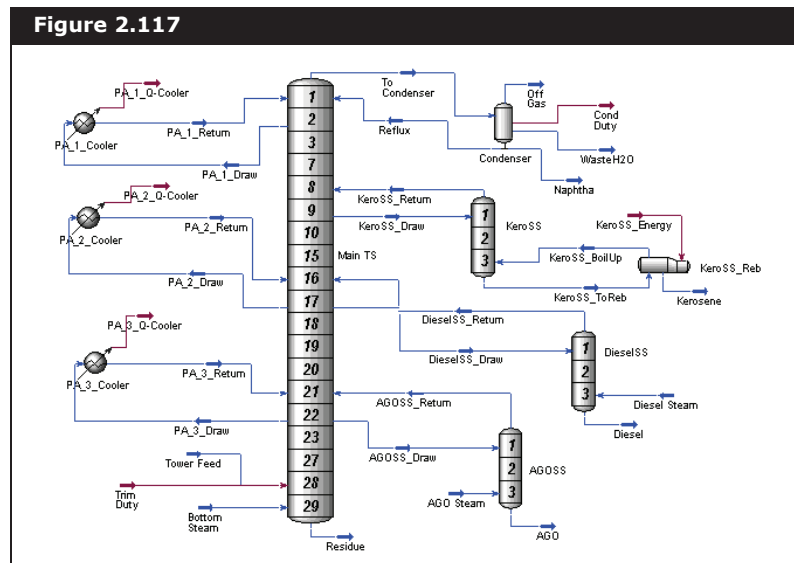 Figure 2.117
PA_1_Q-Cooler
PA_1_Cooler
PA_1_Return
PA_1_Draw
To
Condenser
Reflux
Off
Gas
Cond
Duty
Condenser
WasteH2O
Naphtha
PA_2_Q-Cooler
PA_2_Cooler
PA_2_Return
PA_2_Draw
KeroSS_Return
KeroSS_Draw
KeroSS
1
2
3
KeroSS_Energy
KeroSS_BoilUp
KeroSS_Reb
KeroSS_ToReb
Kerosene
1
2
3
7
8
9
10
15
16
17
18
19
20
21
22
23
27
28
29
Main TS
DieselSS_Return
DieselSS_Draw
DieselSS
1
2
3
Diesel Steam
Diesel
PA_3_Q-Cooler
PA_3_Cooler
PA_3_Return
PA_3_Draw
AGOSS_Return
AGOSS_Draw
AGOSS
1
2
3
AGO Steam
AGO
Tower Feed
Trim
Duty
Bottom
Steam
Residue